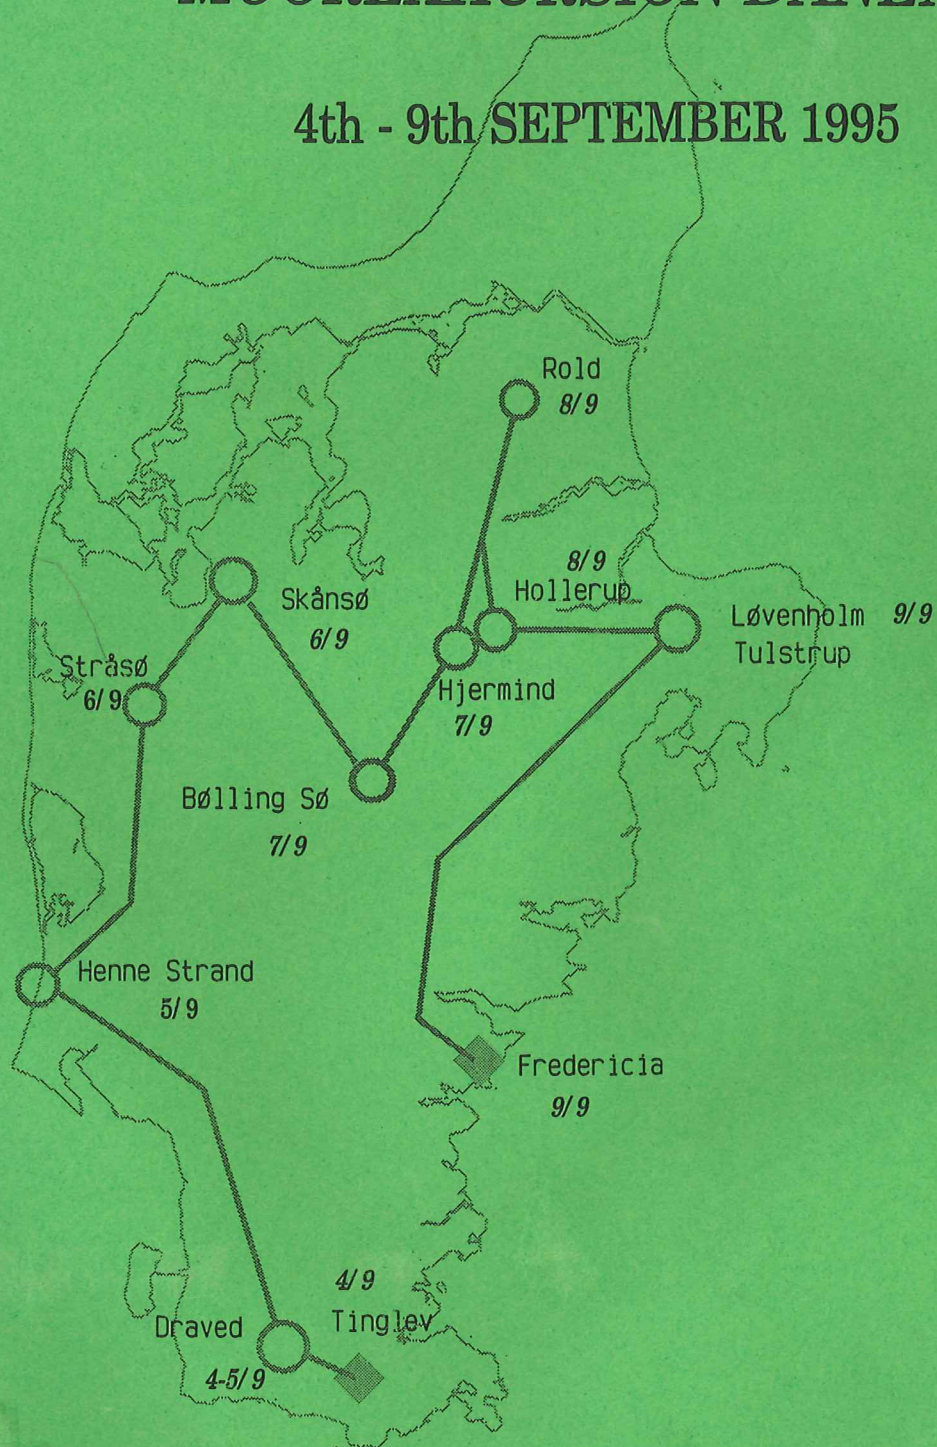 4th - 9th SEPTEMBER 1995
Rold
8/9
8/9
Hollerup
Løvenholm 9/9
Tulstrup
Skånsø
6/9
Stråsø
6/9
Hjermind
7/9
Bølling Sø
7/9
Henne Strand
5/9
Fredericia
9/9
4/9
Tinglev
Draved
4-5/9